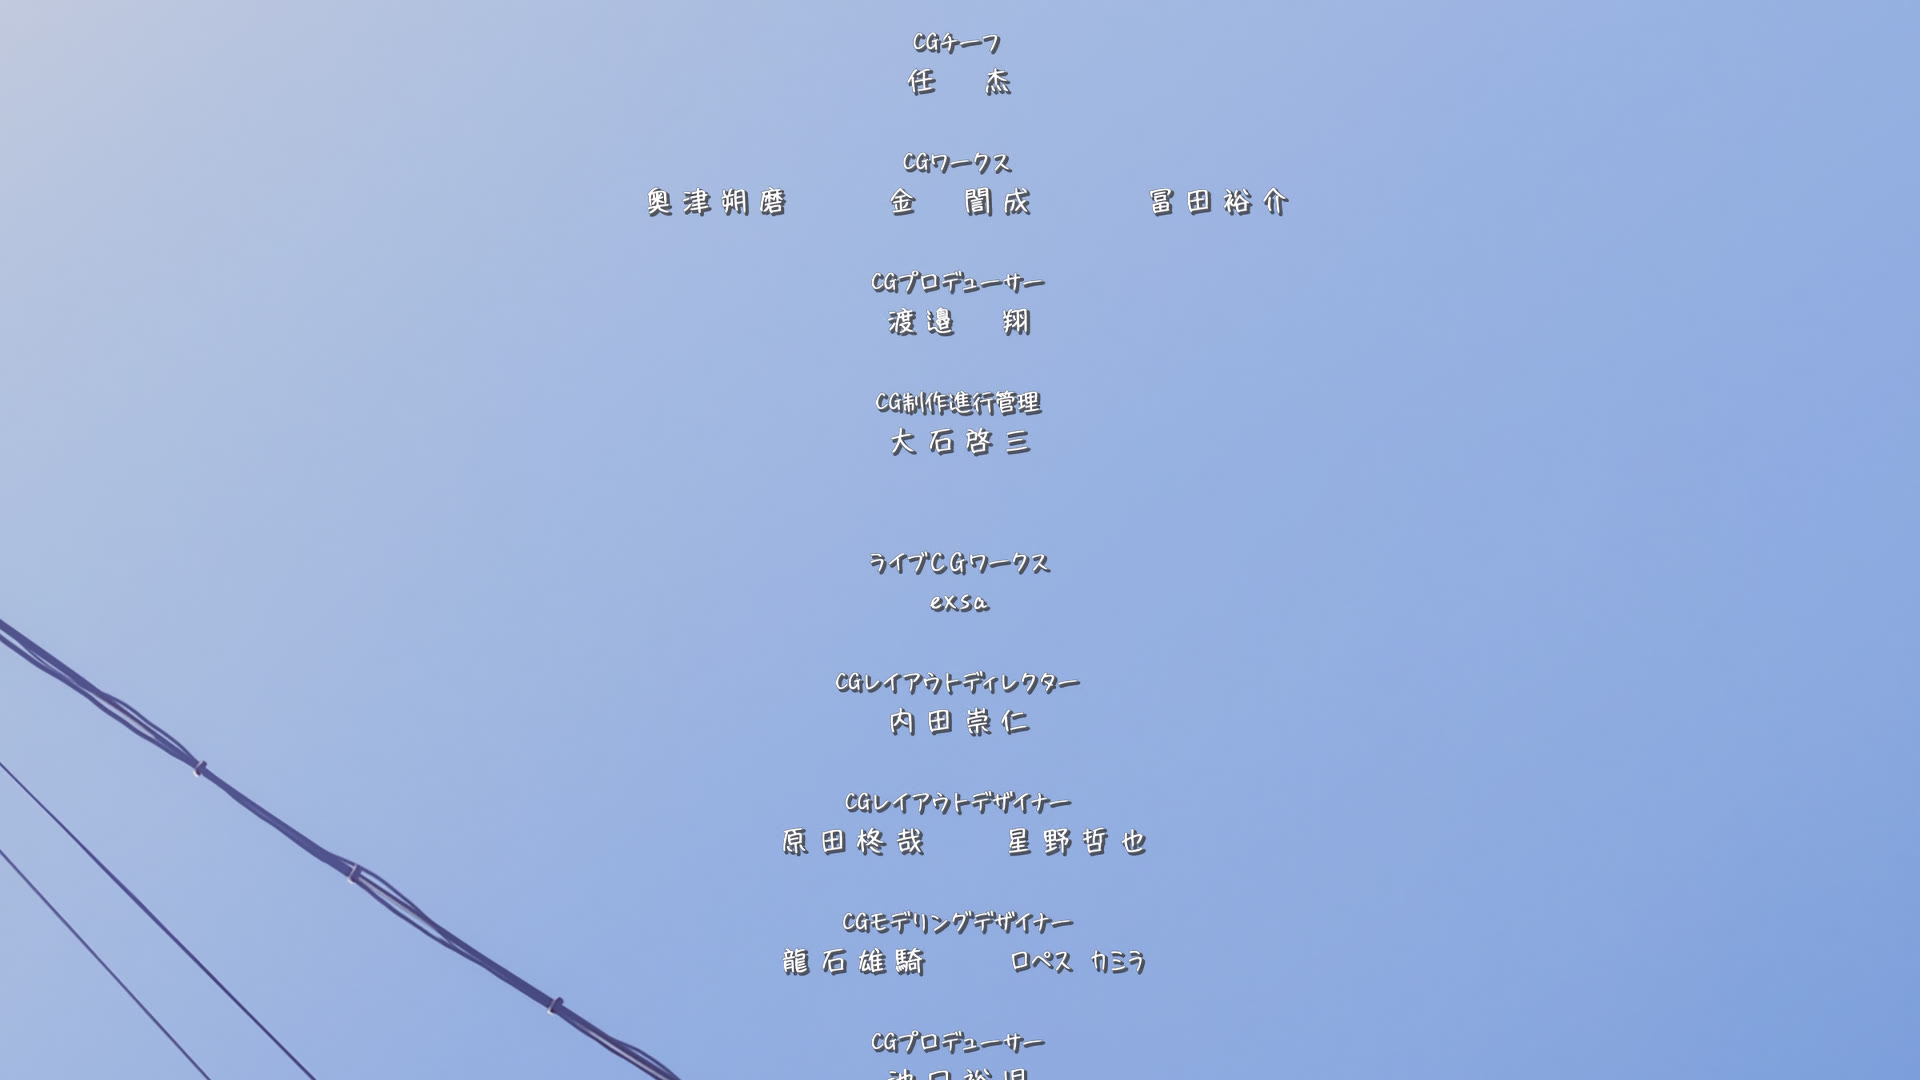 CGチーフ
任　杰
CGワークス
奥津朔磨　金　誾成　冨田裕介
CGプロデューサー
渡邉　翔
CG制作進行管理
大石啓三
ライブCGワークス
exsa
CGレイアウトディレクター
内田崇仁
CGレイアウトデザイナー
原田柊哉　星野哲也
CGモデリングデザイナー
龍石雄騎　ロペス カミラ
CGプロデューサー